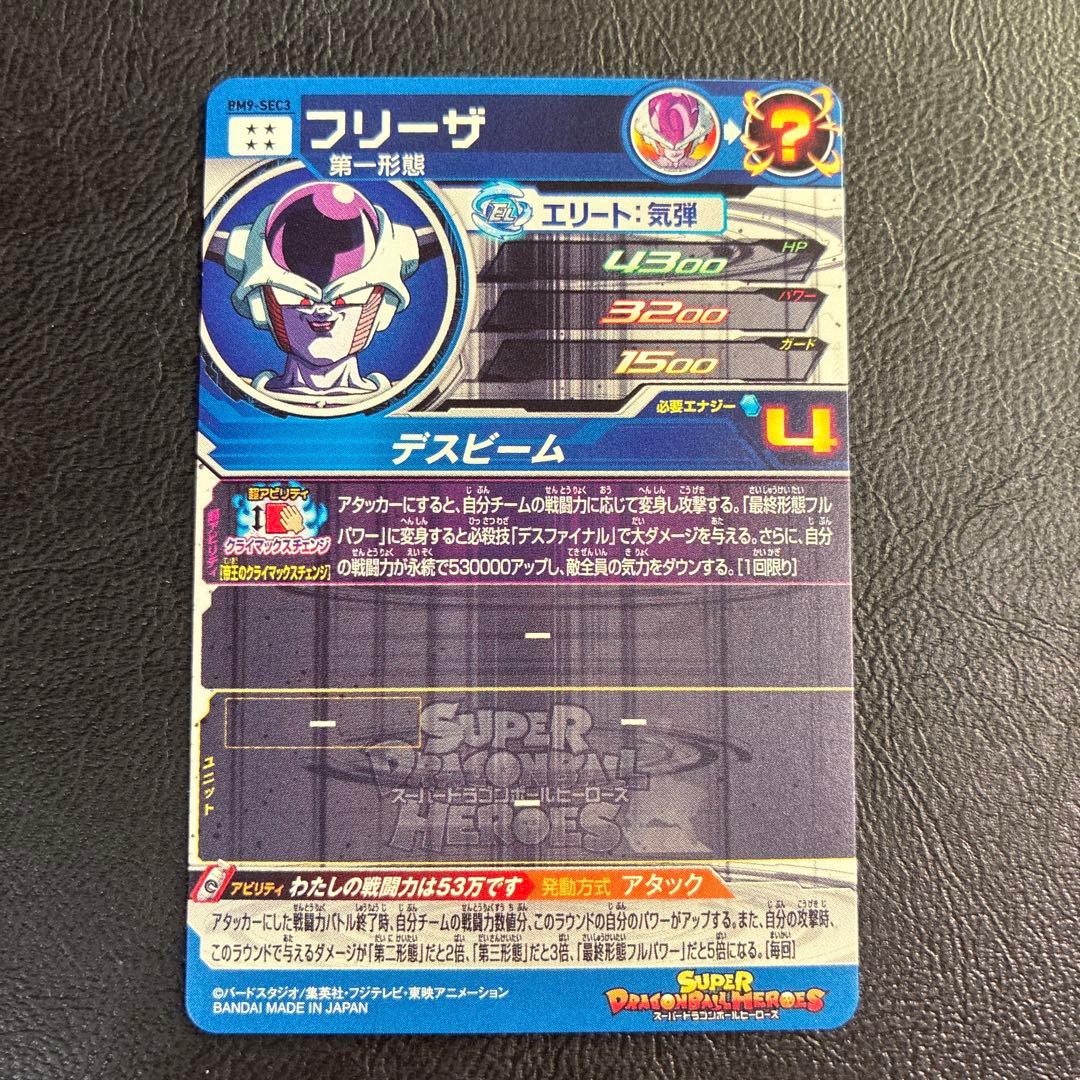 BM9-SEC3
フリーザ
第一形態
?
EL エリート:気弾
HP
4300
パワー
3200
ガード
1500
必要エナジー 4
デスビーム
超アビリティ
超アビリティ
クライマックスチェンジ
[帝王のクライマックスチェンジ]
アタッカーにすると、自分チームの戦闘力に応じて変身し攻撃する。「最終形態フル
パワー」に変身すると必殺技「デスファイナル」で大ダメージを与える。さらに、自分
の戦闘力が永続で530000アップし、敵全員の気力をダウンする。[1回限り]
ー
ユニット
ー
ー
ー
SUPER
DRAGONBALL
スーパードラゴンボールヒーローズ
HEROES
アビリティ わたしの戦闘力は53万です 発動方式 アタック
アタッカーにした戦闘力バトル終了時、自分チームの戦闘力数値分、このラウンドの自分のパワーがアップする。また、自分の攻撃時、
このラウンドで与えるダメージが「第二形態」だと2倍、「第三形態」だと3倍、「最終形態フルパワー」だと5倍になる。[毎回]
©バードスタジオ/集英社・フジテレビ・東映アニメーション
BANDAI MADE IN JAPAN
SUPER
DRAGONBALL HEROES
スーパードラゴンボールヒーローズ